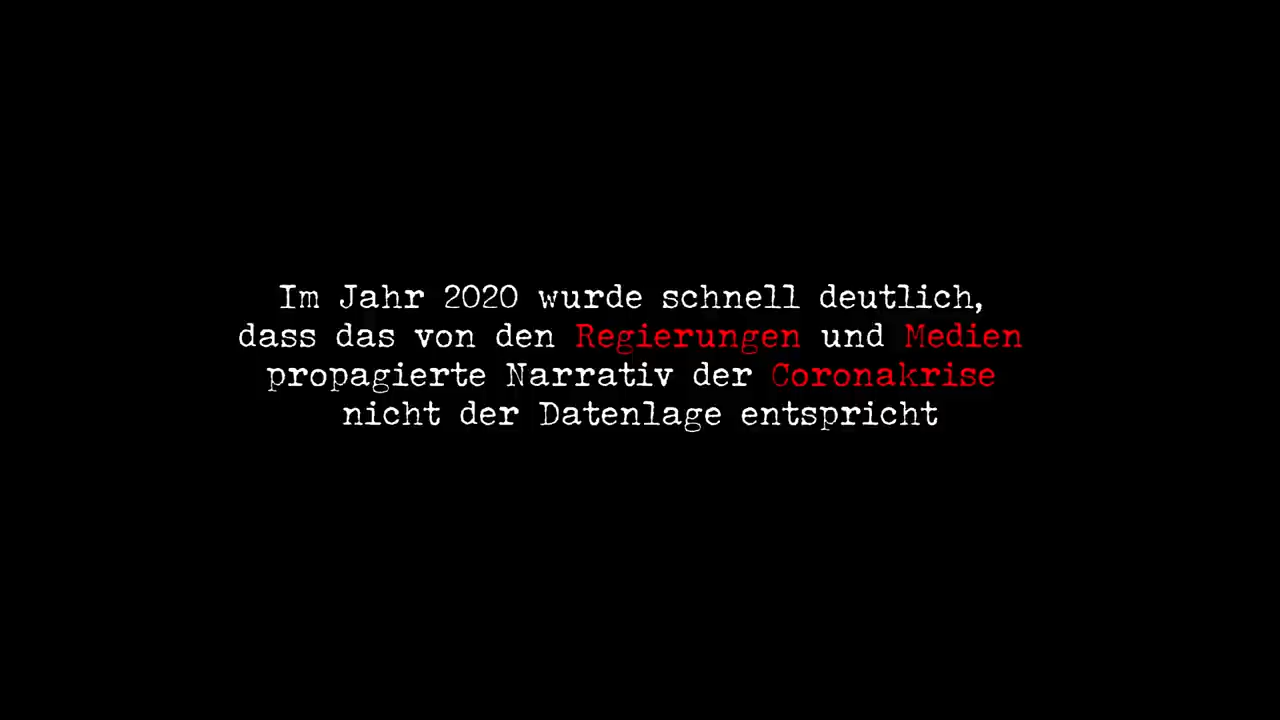 Im Jahr 2020 wurde schnell deutlich,
dass das von den Regierungen und Medien
propagierte Narrativ der Coronakrise
nicht der Datenlage entspricht